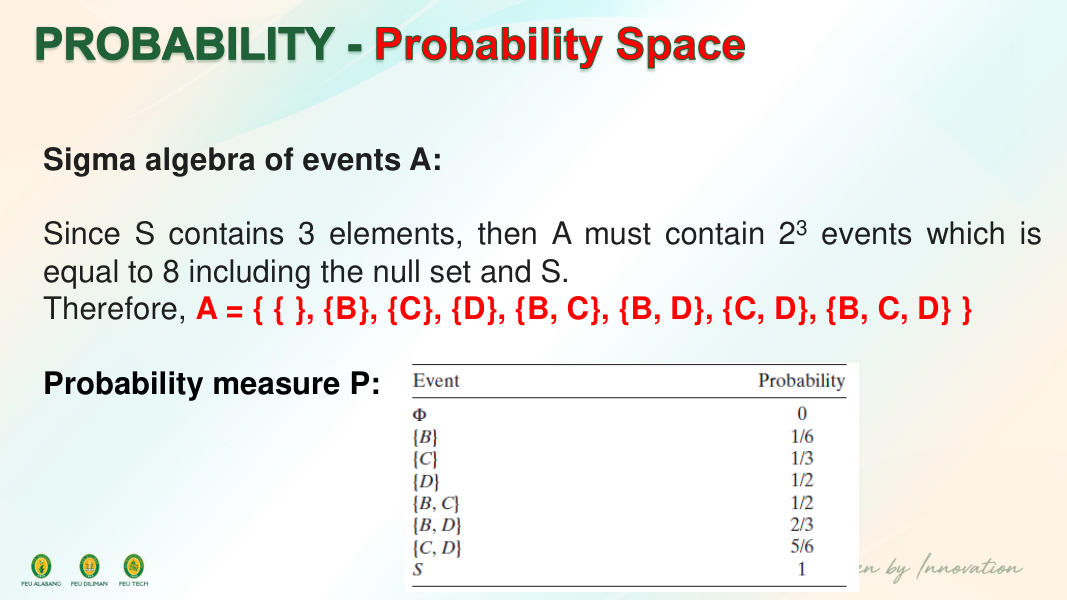 PROBABILITY - Probability Space
Sigma algebra of events A:
Since S contains 3 elements, then A must contain 2³ events which is
equal to 8 including the null set and S.
Therefore, A = { { }, {B}, {C}, {D}, {B, C}, {B, D}, {C, D}, {B, C, D} }
Probability measure P:
Event Probability
Φ 0
{B} 1/6
{C} 1/3
{D} 1/2
{B, C} 1/2
{B, D} 2/3
{C, D} 5/6
S 1
FEU ALABANG FEU DILIMAN FEU TECH
by Innovation